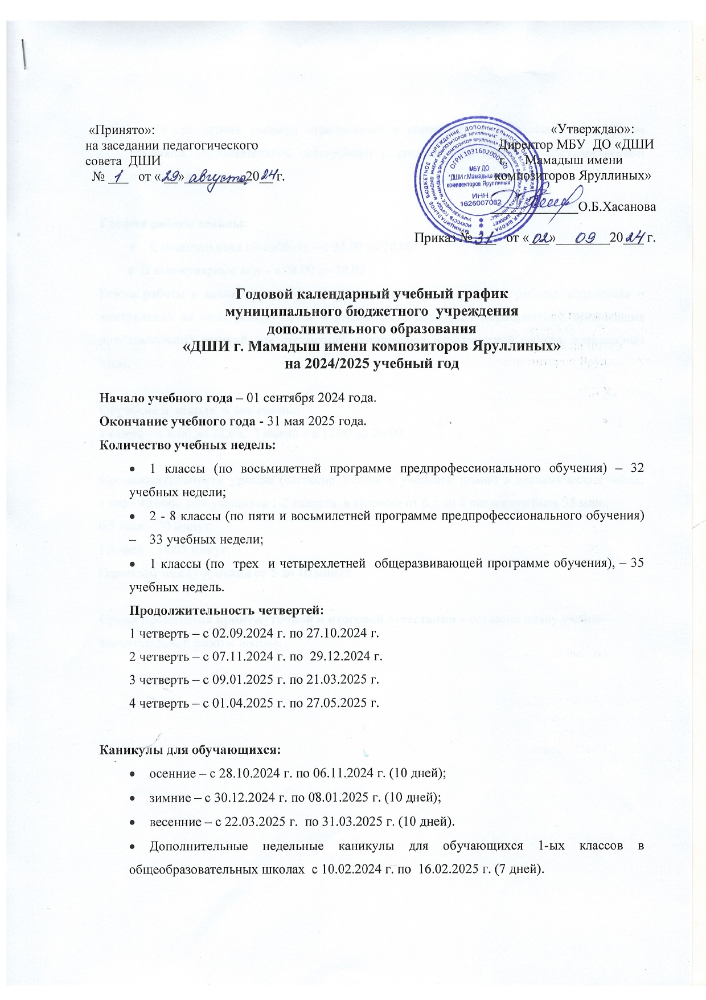 «Принято»:
на заседании педагогического
совета ДШИ
№ 1 от «29» августа 2024 г.
«Утверждаю»:
Директор МБУ ДО «ДШИ
г. Мамадыш имени
композиторов Яруллиных»
О.Б.Хасанова
Приказ № 31 от «02» 09 2024 г.
ОГРН 1031602000550
МБУ ДО
"ДШИ г.Мамадыш имени
композиторов Яруллиных"
ИНН
1626007082
Годовой календарный учебный график
муниципального бюджетного учреждения
дополнительного образования
«ДШИ г. Мамадыш имени композиторов Яруллиных»
на 2024/2025 учебный год
Начало учебного года – 01 сентября 2024 года.
Окончание учебного года - 31 мая 2025 года.
Количество учебных недель:
• 1 классы (по восьмилетней программе предпрофессионального обучения) – 32
учебных недели;
• 2 - 8 классы (по пяти и восьмилетней программе предпрофессионального обучения)
– 33 учебных недели;
• 1 классы (по трех и четырехлетней общеразвивающей программе обучения), – 35
учебных недель.
Продолжительность четвертей:
1 четверть – с 02.09.2024 г. по 27.10.2024 г.
2 четверть – с 07.11.2024 г. по 29.12.2024 г.
3 четверть – с 09.01.2025 г. по 21.03.2025 г.
4 четверть – с 01.04.2025 г. по 27.05.2025 г.
Каникулы для обучающихся:
• осенние – с 28.10.2024 г. по 06.11.2024 г. (10 дней);
• зимние – с 30.12.2024 г. по 08.01.2025 г. (10 дней);
• весенние – с 22.03.2025 г. по 31.03.2025 г. (10 дней).
• Дополнительные недельные каникулы для обучающихся 1-ых классов в
общеобразовательных школах с 10.02.2024 г. по 16.02.2025 г. (7 дней).